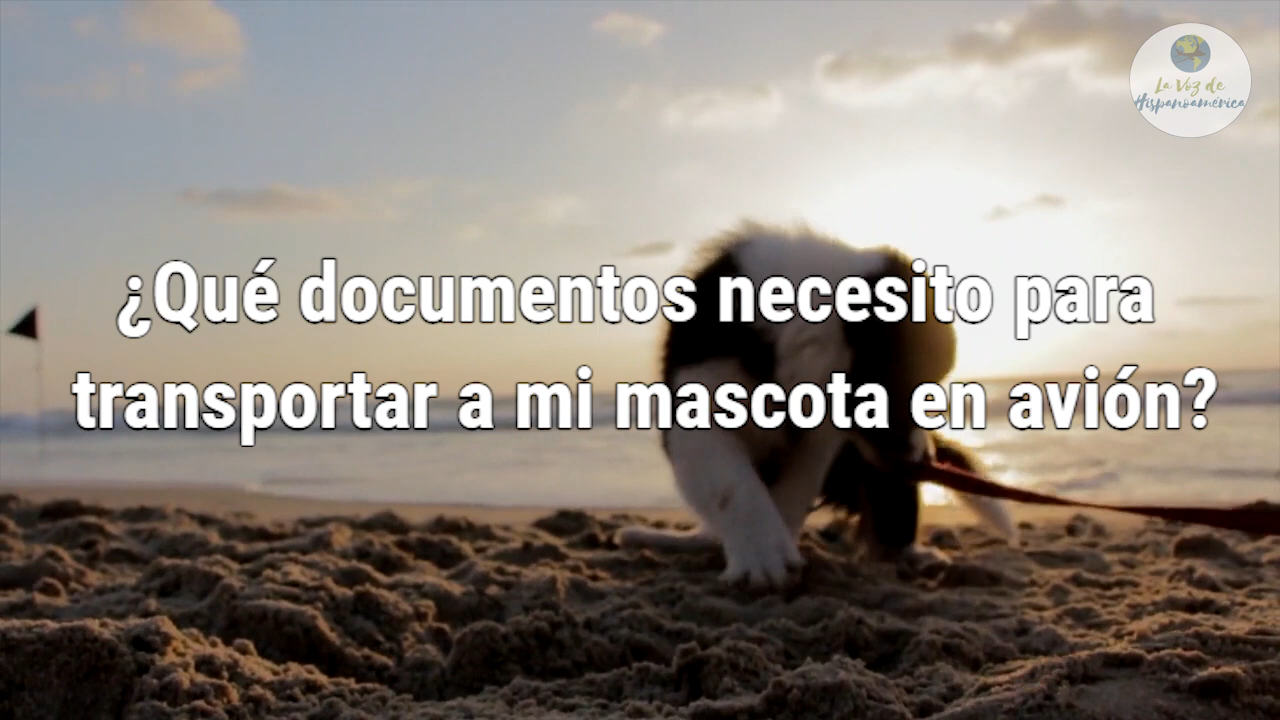 La Voz de
Hispanoamérica
¿Qué documentos necesito para
transportar a mi mascota en avión?